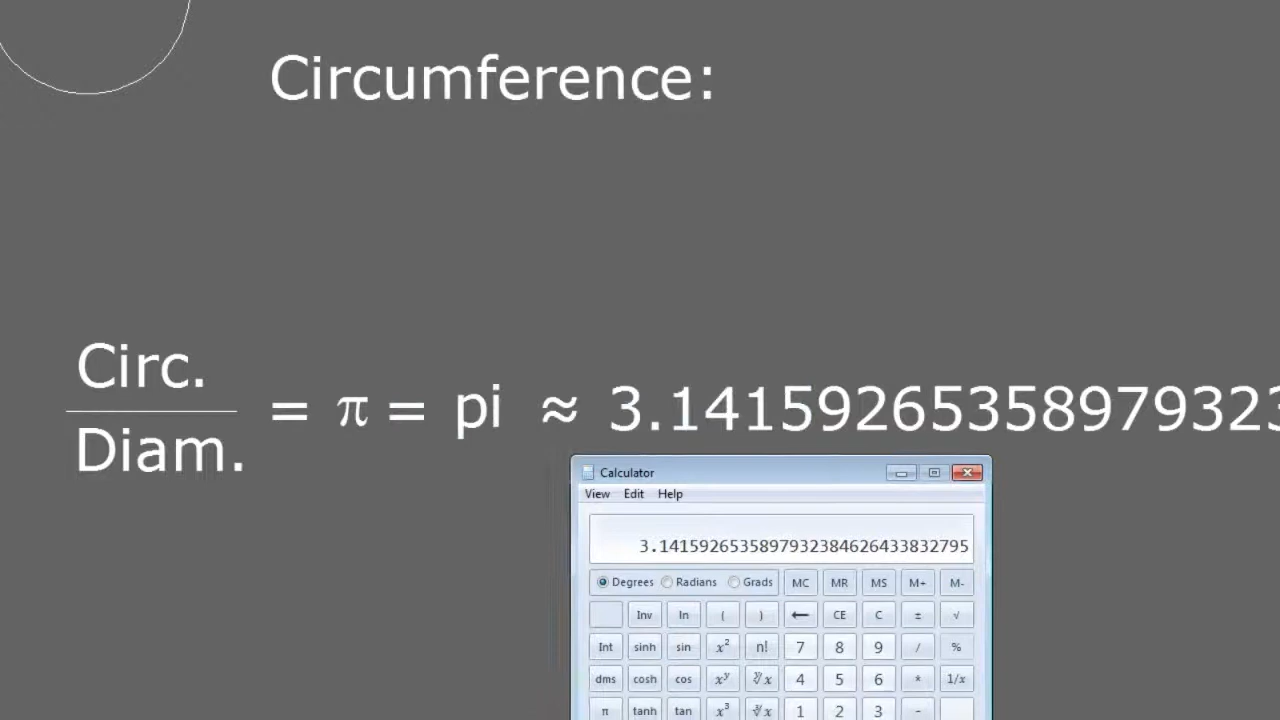 Circumference:
Circ.
= π = pi ≈ 3.14159265358979323
Diam.
Calculator
View Edit Help
3.1415926535897932384626433832795
Degrees Radians Grads MC MR MS M+ M-
Inv ln ( ) ← CE C ± √
Int sinh sin x² n! 7 8 9 / %
dms cosh cos xʸ ʸ√x 4 5 6 * 1/x
π tanh tan x³ ³√x 1 2 3 -